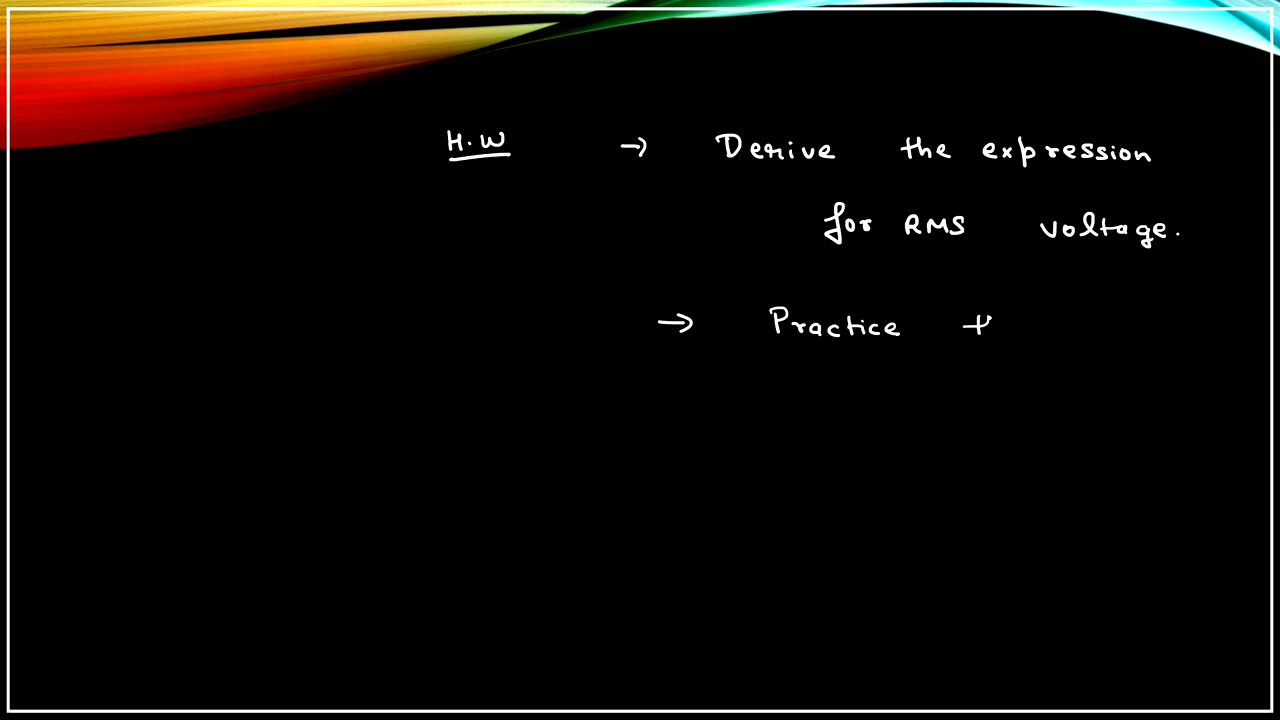 H.W → Derive the expression
for RMS voltage.
→ Practice